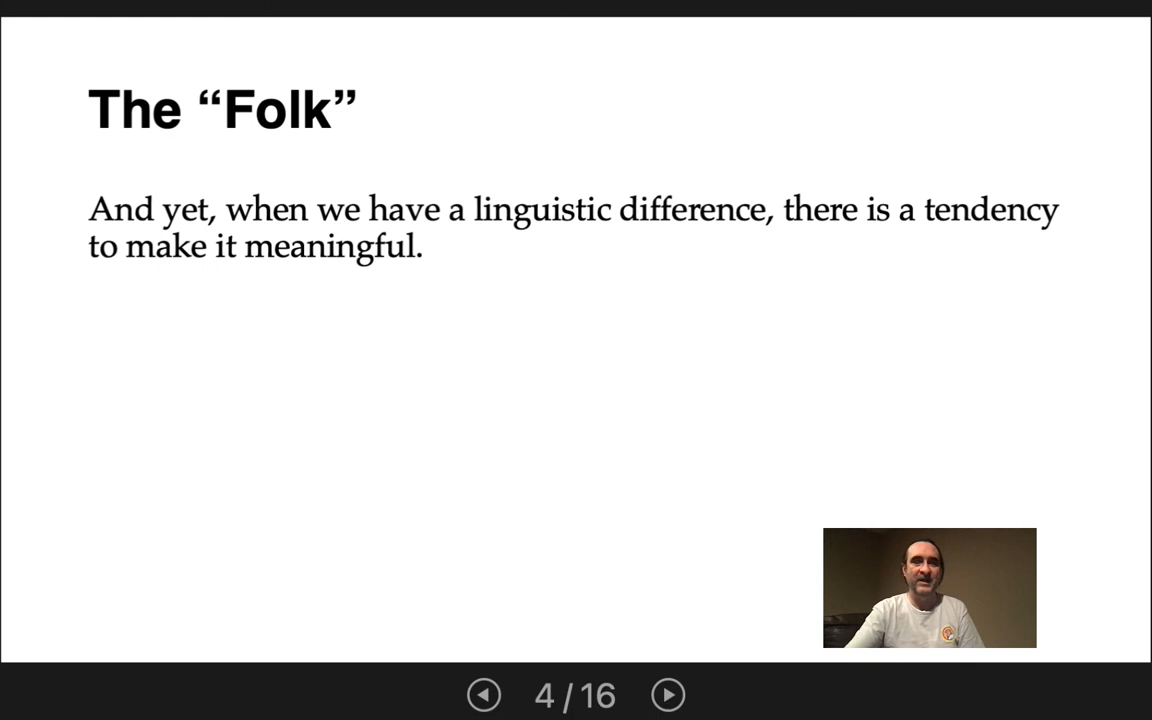 The “Folk”
And yet, when we have a linguistic difference, there is a tendency
to make it meaningful.
4 / 16